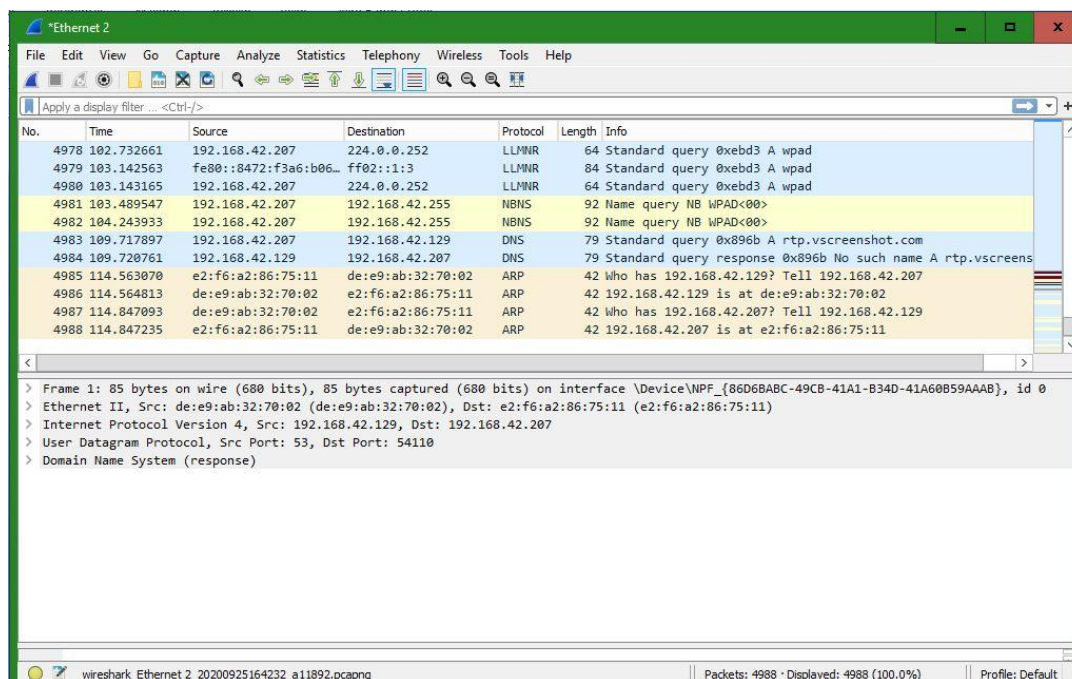 *Ethernet 2
File Edit View Go Capture Analyze Statistics Telephony Wireless Tools Help
Apply a display filter ... <Ctrl-/>
No. Time Source Destination Protocol Length Info
4978 102.732661 192.168.42.207 224.0.0.252 LLMNR 64 Standard query 0xebd3 A wpad
4979 103.142563 fe80::8472:f3a6:b06… ff02::1:3 LLMNR 84 Standard query 0xebd3 A wpad
4980 103.143165 192.168.42.207 224.0.0.252 LLMNR 64 Standard query 0xebd3 A wpad
4981 103.489547 192.168.42.207 192.168.42.255 NBNS 92 Name query NB WPAD<00>
4982 104.243933 192.168.42.207 192.168.42.255 NBNS 92 Name query NB WPAD<00>
4983 109.717897 192.168.42.207 192.168.42.129 DNS 79 Standard query 0x896b A rtp.vscreenshot.com
4984 109.720761 192.168.42.129 192.168.42.207 DNS 79 Standard query response 0x896b No such name A rtp.vscreens
4985 114.563070 e2:f6:a2:86:75:11 de:e9:ab:32:70:02 ARP 42 Who has 192.168.42.129? Tell 192.168.42.207
4986 114.564813 de:e9:ab:32:70:02 e2:f6:a2:86:75:11 ARP 42 192.168.42.129 is at de:e9:ab:32:70:02
4987 114.847093 de:e9:ab:32:70:02 e2:f6:a2:86:75:11 ARP 42 Who has 192.168.42.207? Tell 192.168.42.129
4988 114.847235 e2:f6:a2:86:75:11 de:e9:ab:32:70:02 ARP 42 192.168.42.207 is at e2:f6:a2:86:75:11
Frame 1: 85 bytes on wire (680 bits), 85 bytes captured (680 bits) on interface \Device\NPF_{86D6BABC-49CB-41A1-B34D-41A60B59AAAB}, id 0
Ethernet II, Src: de:e9:ab:32:70:02 (de:e9:ab:32:70:02), Dst: e2:f6:a2:86:75:11 (e2:f6:a2:86:75:11)
Internet Protocol Version 4, Src: 192.168.42.129, Dst: 192.168.42.207
User Datagram Protocol, Src Port: 53, Dst Port: 54110
Domain Name System (response)
wireshark_Ethernet 2_20200925164232_a11892.pcapng Packets: 4988 · Displayed: 4988 (100.0%) Profile: Default